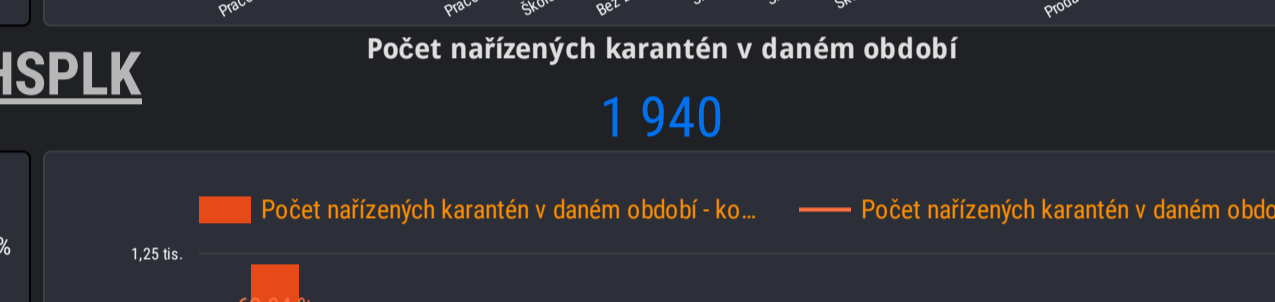 Počet nařízených karantén v daném období
HSPLK
1 940
Počet nařízených karantén v daném období - ko…
Počet nařízených karantén v daném obdo
%
1,25 tis.